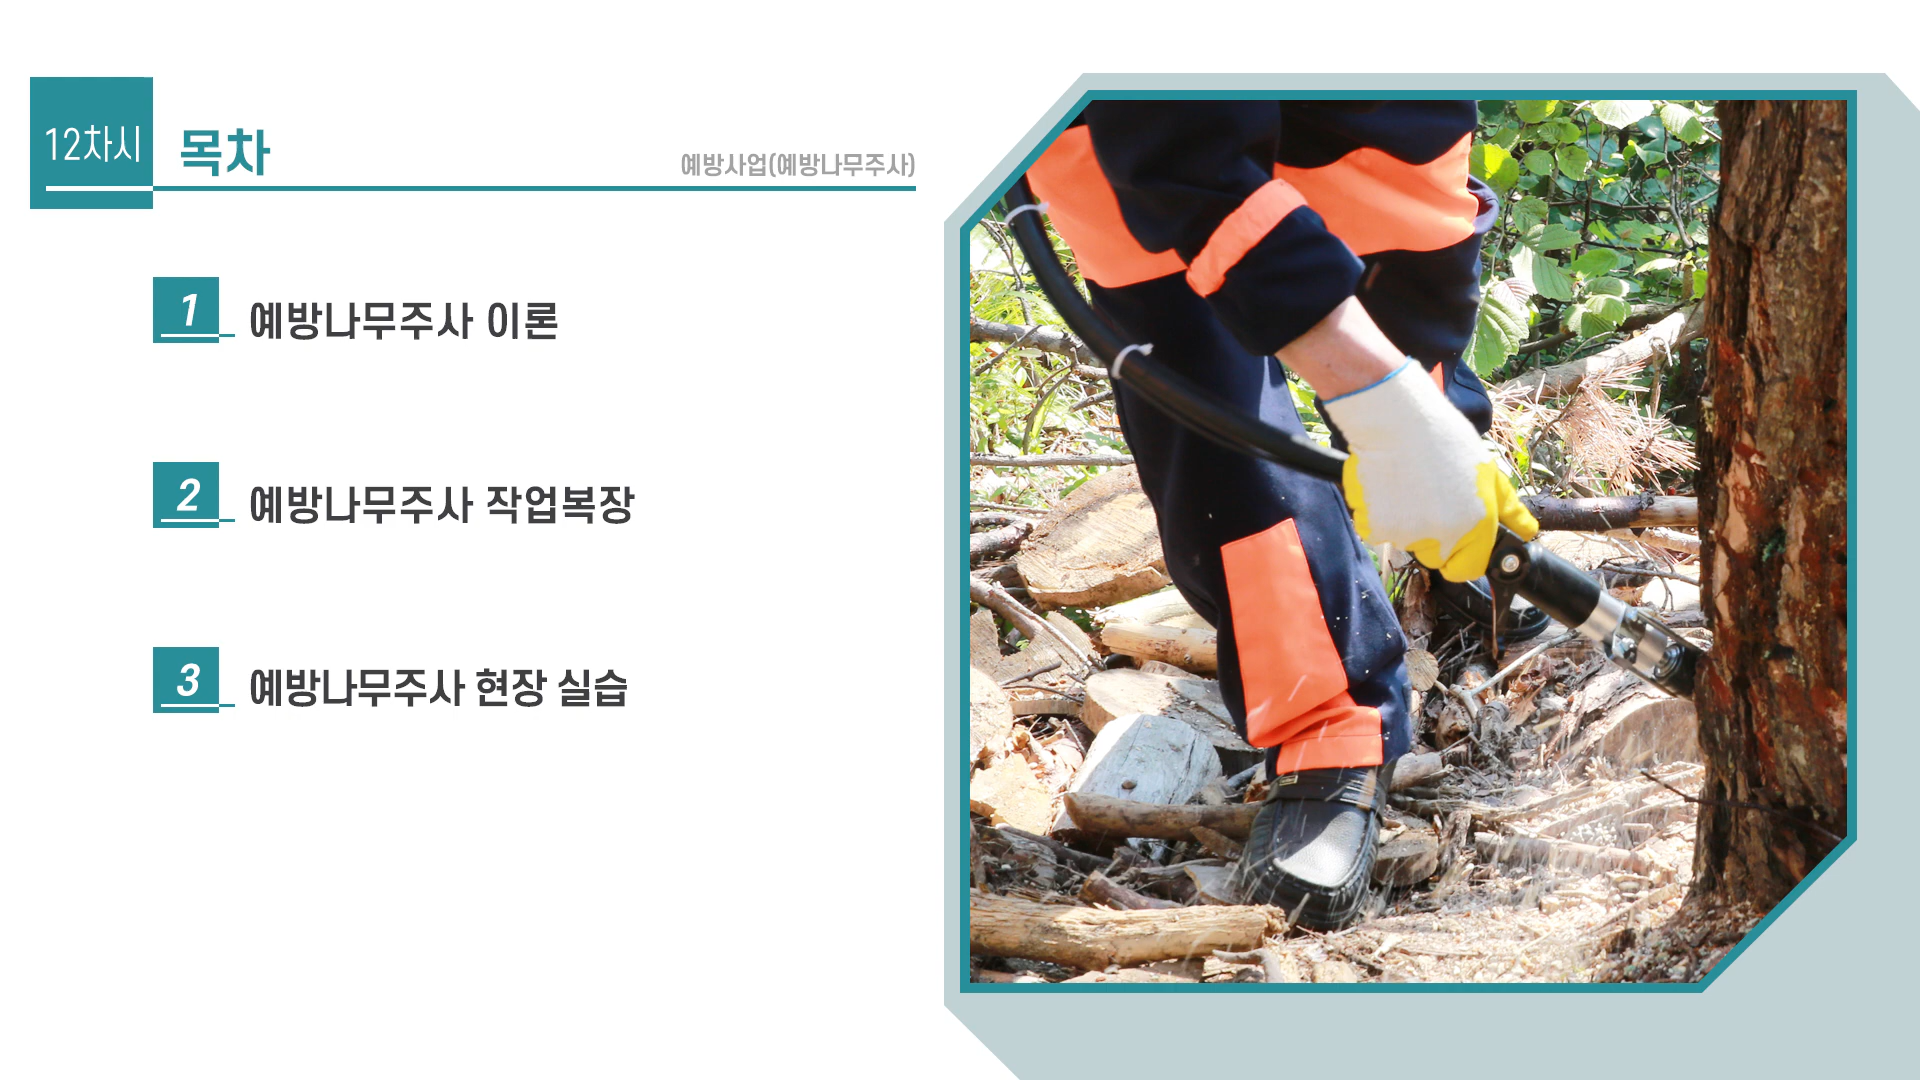 12차시
목차
예방사업(예방나무주사)
1
예방나무주사 이론
2
예방나무주사 작업복장
3
예방나무주사 현장 실습